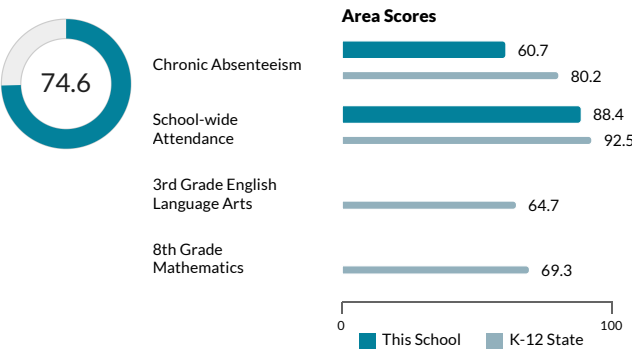 Area Scores
74.6
Chronic Absenteeism
60.7
80.2
School-wide
Attendance
88.4
92.5
3rd Grade English
Language Arts
64.7
8th Grade
Mathematics
69.3
0
100
This School
K-12 State